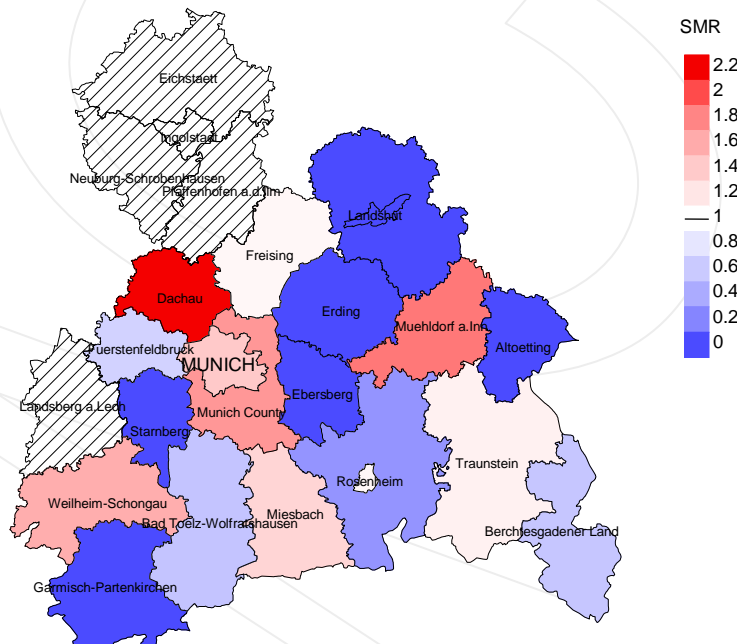 SMR
2.2
2
1.8
1.6
1.4
1.2
1
0.8
0.6
0.4
0.2
0
Eichstaett
Ingolstadt
Neuburg-Schrobenhausen
Pfaffenhofen a.d.Ilm
Landshut
Freising
Dachau
Erding
Muehldorf a.Inn
Altoetting
Fuerstenfeldbruck
MUNICH
Ebersberg
Landsberg a.Lech
Munich County
Starnberg
Traunstein
Rosenheim
Weilheim-Schongau
Miesbach
Bad Toelz-Wolfratshausen
Berchtesgadener Land
Garmisch-Partenkirchen